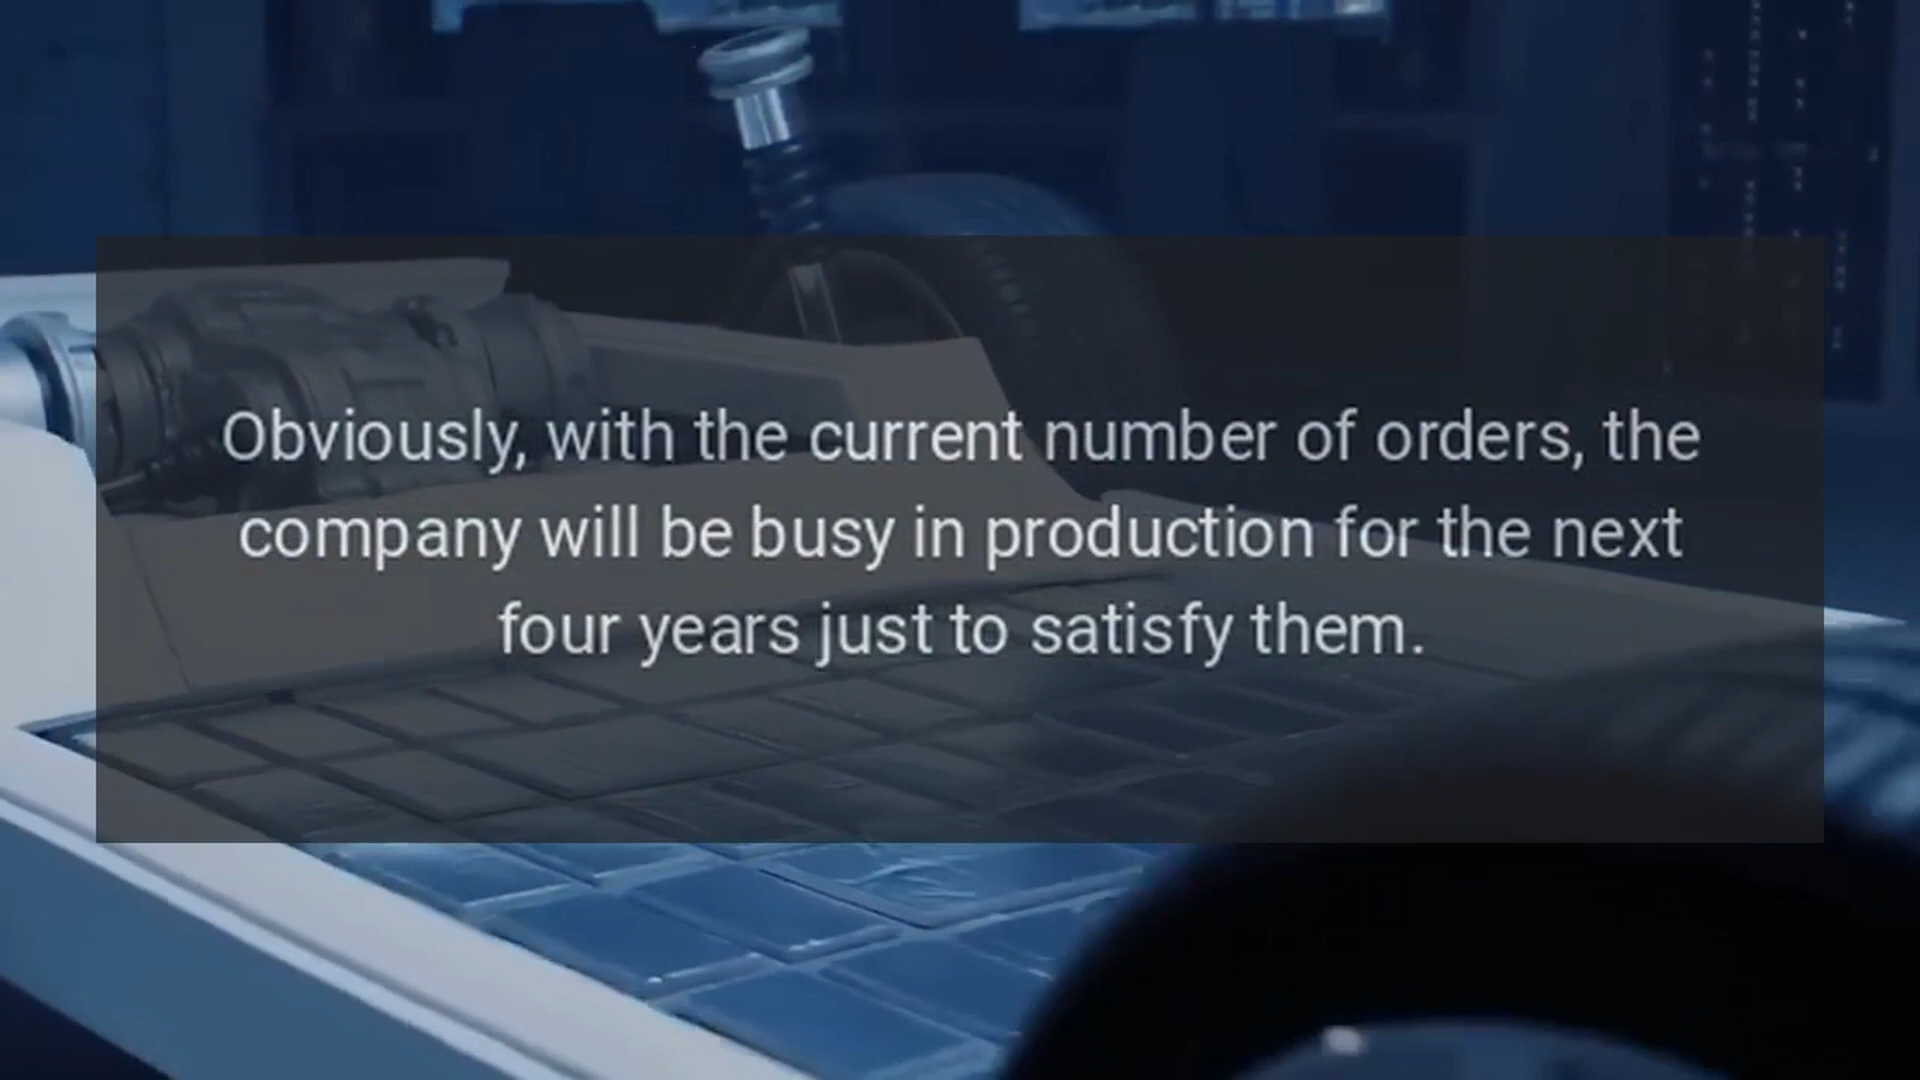 Obviously, with the current number of orders, the
company will be busy in production for the next
four years just to satisfy them.